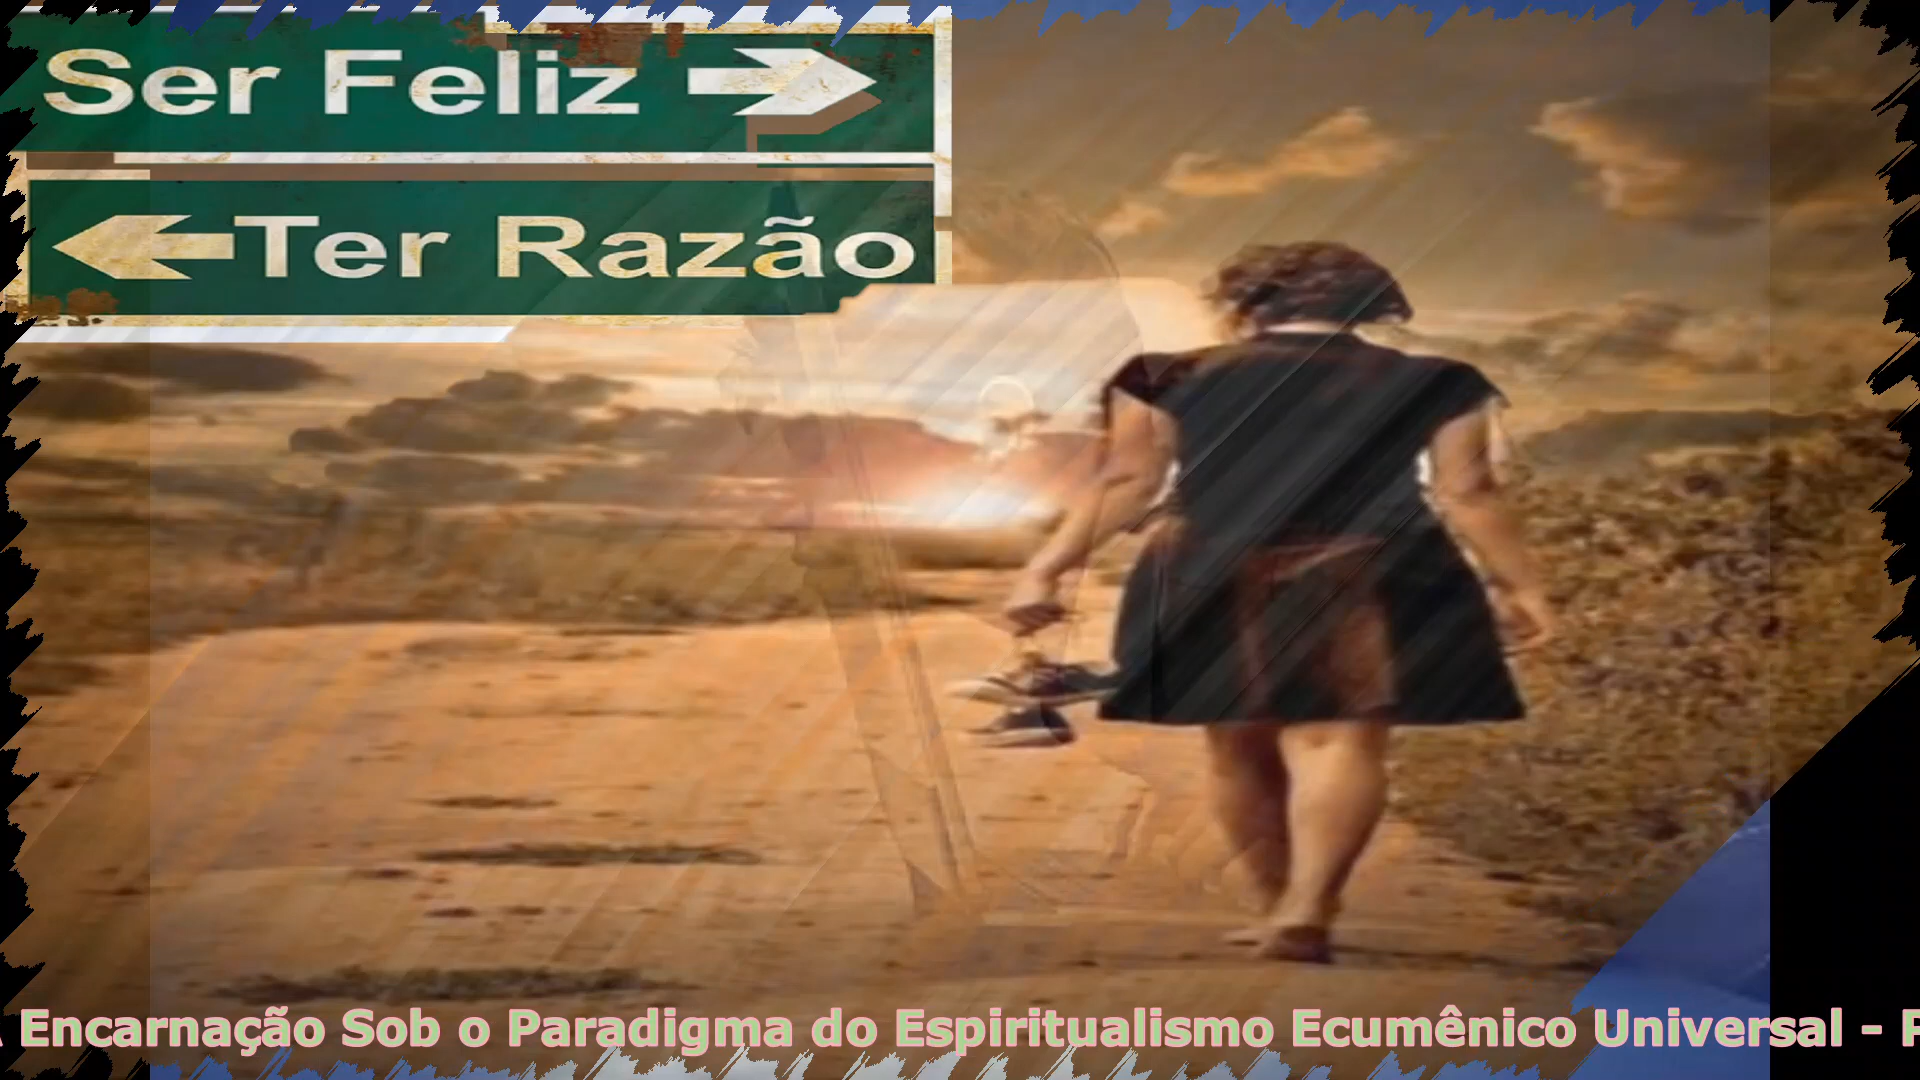 Ser Feliz
Ter Razão
Encarnação Sob o Paradigma do Espiritualismo Ecumênico Universal -